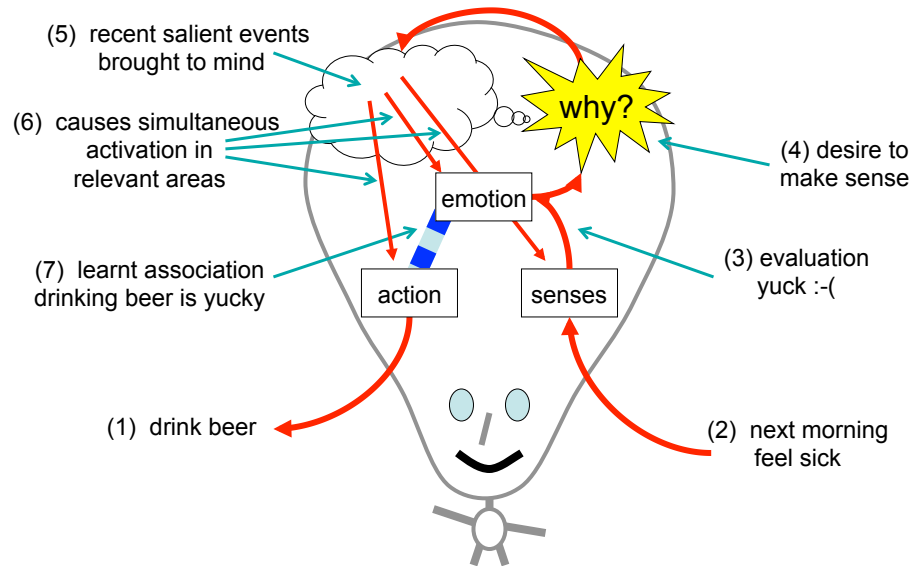 (5) recent salient events
brought to mind
why?
(6) causes simultaneous
activation in
relevant areas
(4) desire to
make sense
emotion
(7) learnt association
drinking beer is yucky
(3) evaluation
yuck :-(
action
senses
(1) drink beer
(2) next morning
feel sick